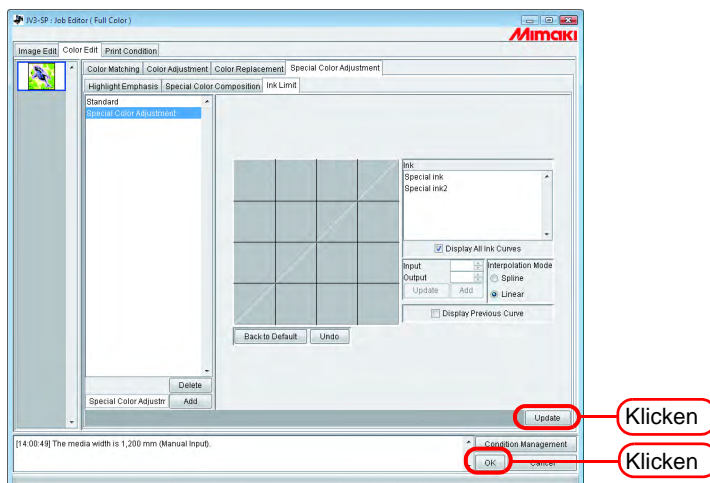 JV3-SP : Job Editor ( Full Color )
Mimaki
Image Edit Color Edit Print Condition
Color Matching Color Adjustment Color Replacement Special Color Adjustment
Highlight Emphasis Special Color Composition Ink Limit
Standard
Special Color Adjustment
Ink
Special ink
Special ink2
Display All Ink Curves
Input
Output
Update Add
Interpolation Mode
Spline
Linear
Display Previous Curve
Back to Default Undo
Delete
Special Color Adjustr Add
Update
Klicken
[14:00:49] The media width is 1,200 mm (Manual Input).
Condition Management
OK Cancel
Klicken